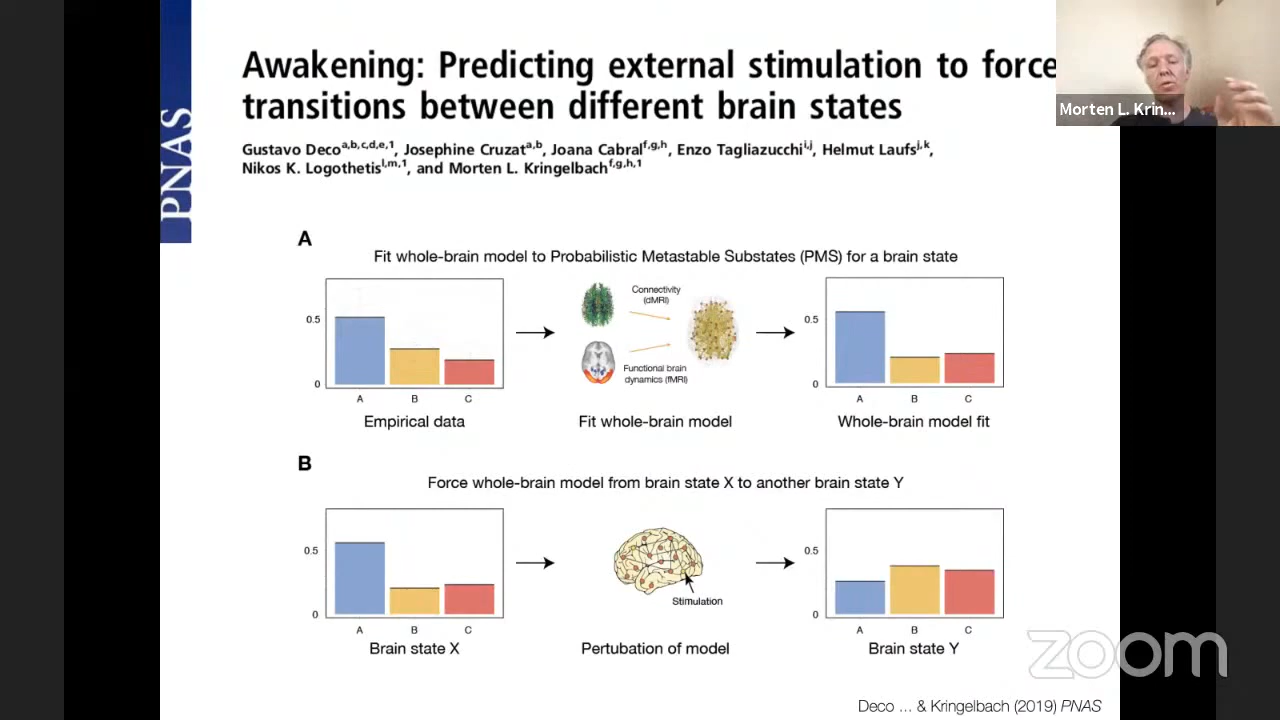 PNAS
Awakening: Predicting external stimulation to force
transitions between different brain states
Gustavo Deco^a,b,c,d,e,1, Josephine Cruzat^a,b, Joana Cabral^f,g,h, Enzo Tagliazucchi^i,j, Helmut Laufs^j,k,
Nikos K. Logothetis^l,m,1, and Morten L. Kringelbach^f,g,h,1
Morten L. Krin...
A
Fit whole-brain model to Probabilistic Metastable Substates (PMS) for a brain state
0.5
0
A B C
Empirical data
Connectivity
(dMRI)
Functional brain
dynamics (fMRI)
Fit whole-brain model
0.5
0
A B C
Whole-brain model fit
B
Force whole-brain model from brain state X to another brain state Y
0.5
0
A B C
Brain state X
Stimulation
Pertubation of model
0.5
0
A B C
Brain state Y
zoom
Deco ... & Kringelbach (2019) PNAS